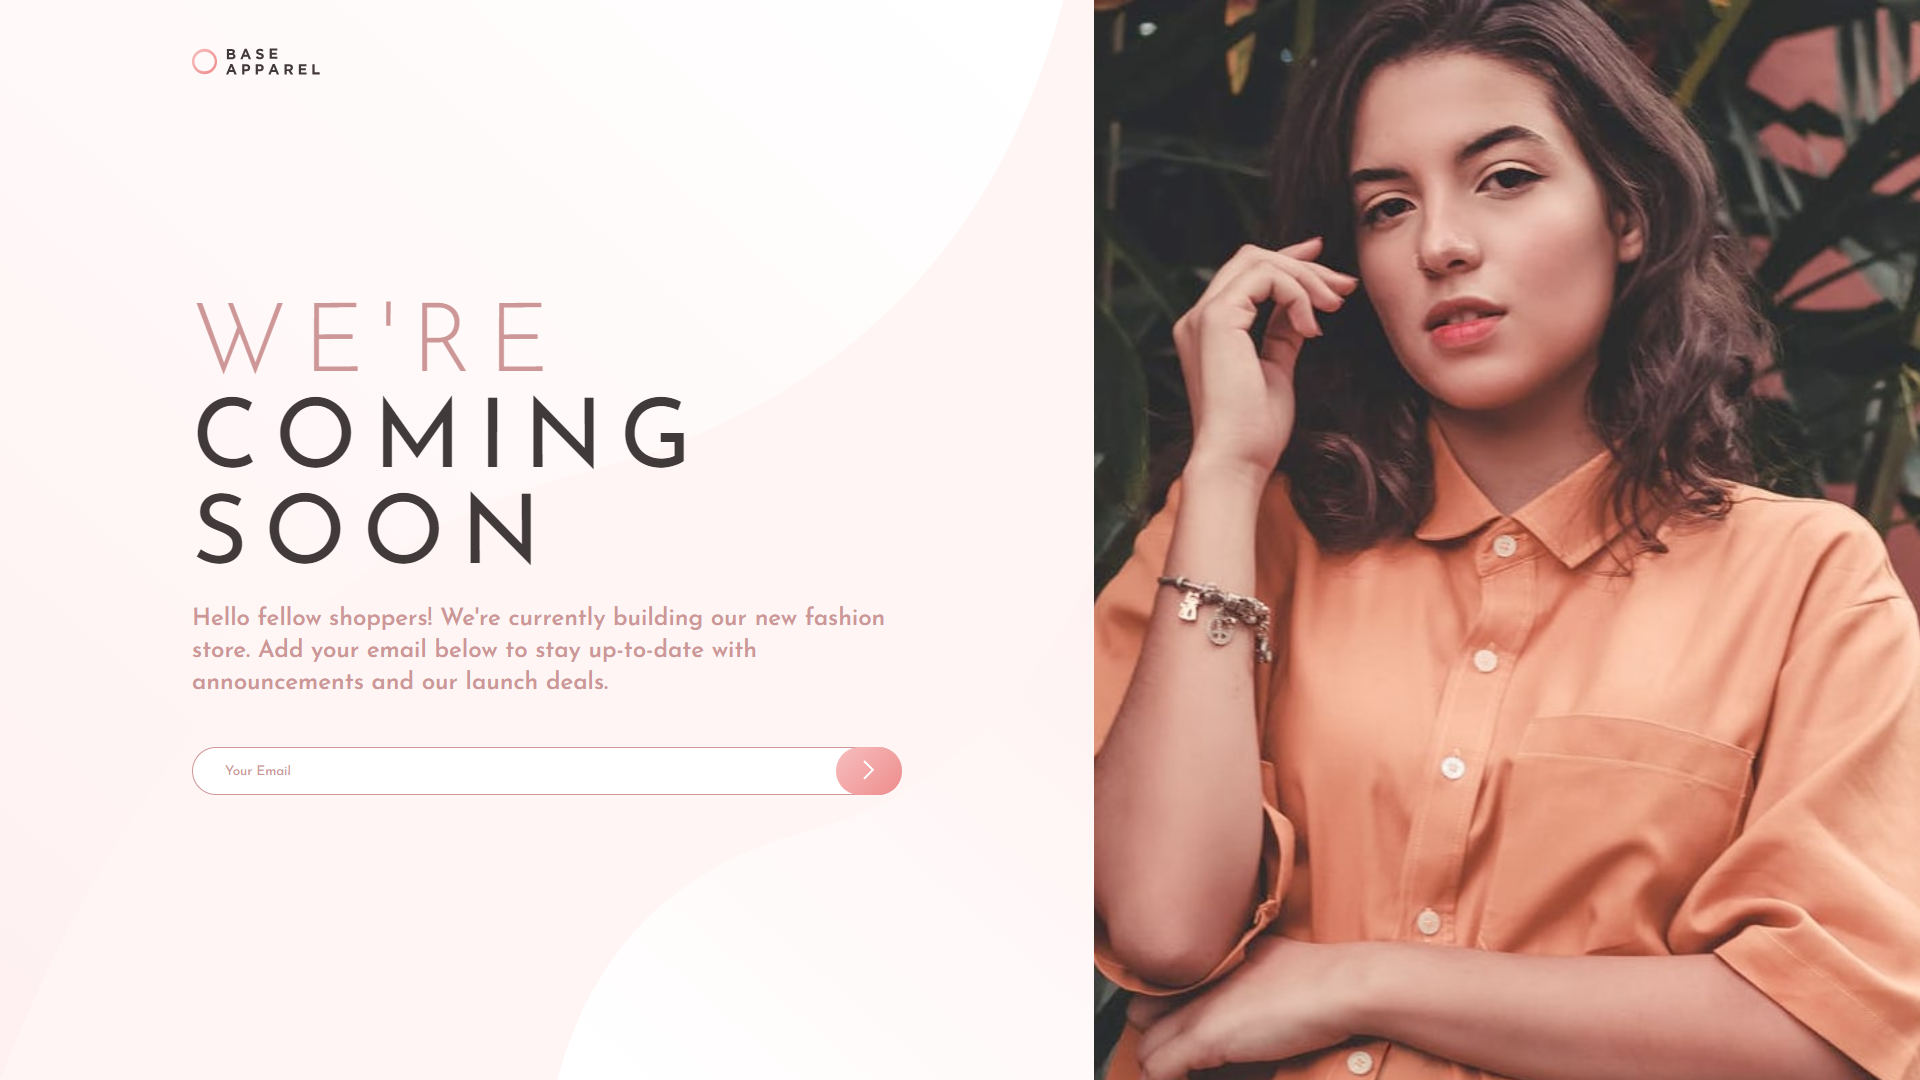 BASE
APPAREL
WE'RE
COMING
SOON
Hello fellow shoppers! We're currently building our new fashion
store. Add your email below to stay up-to-date with
announcements and our launch deals.
Your Email